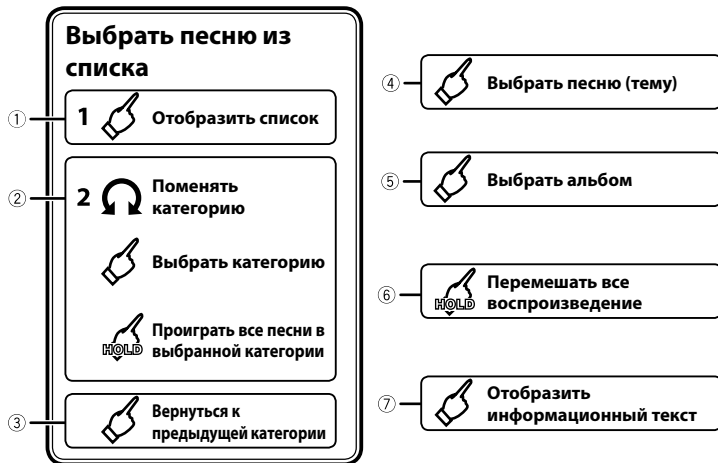 Выбрать песню из
списка
① 1 Отобразить список
② 2 Поменять
категорию
Выбрать категорию
HOLD Проиграть все песни в
выбранной категории
③ Вернуться к
предыдущей категории
④ Выбрать песню (тему)
⑤ Выбрать альбом
⑥ HOLD Перемешать все
воспроизведение
⑦ Отобразить
информационный текст